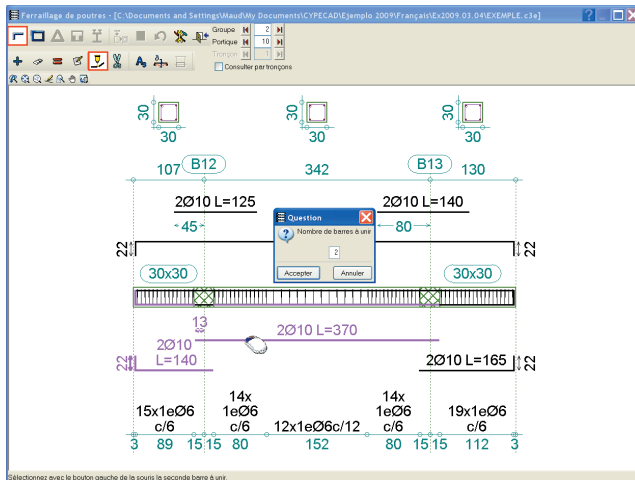 Ferraillage de poutres - [C:\Documents and Settings\Maud\My Documents\CYPECAD\Ejemplo 2009\Français\Ex2009.03.04\EXEMPLE.c3e]
Groupe 2
Portique 10
Tronçon 1
Consulter par tronçons
30 30 30
30 30 30
107 B12 342 B13 130
2Ø10 L=125 2Ø10 L=140
45 80
Question
Nombre de barres à unir
2
Accepter Annuler
22 22
30x30 30x30
13
2Ø10 L=370
2Ø10
L=140
22
2Ø10 L=165
22
14x 14x
15x1eØ6 1eØ6 1eØ6 19x1eØ6
c/6 c/6 12x1eØ6c/12 c/6 c/6
3 89 15 15 80 152 80 15 15 112 3
Sélectionnez avec le bouton gauche de la souris la seconde barre à unir.